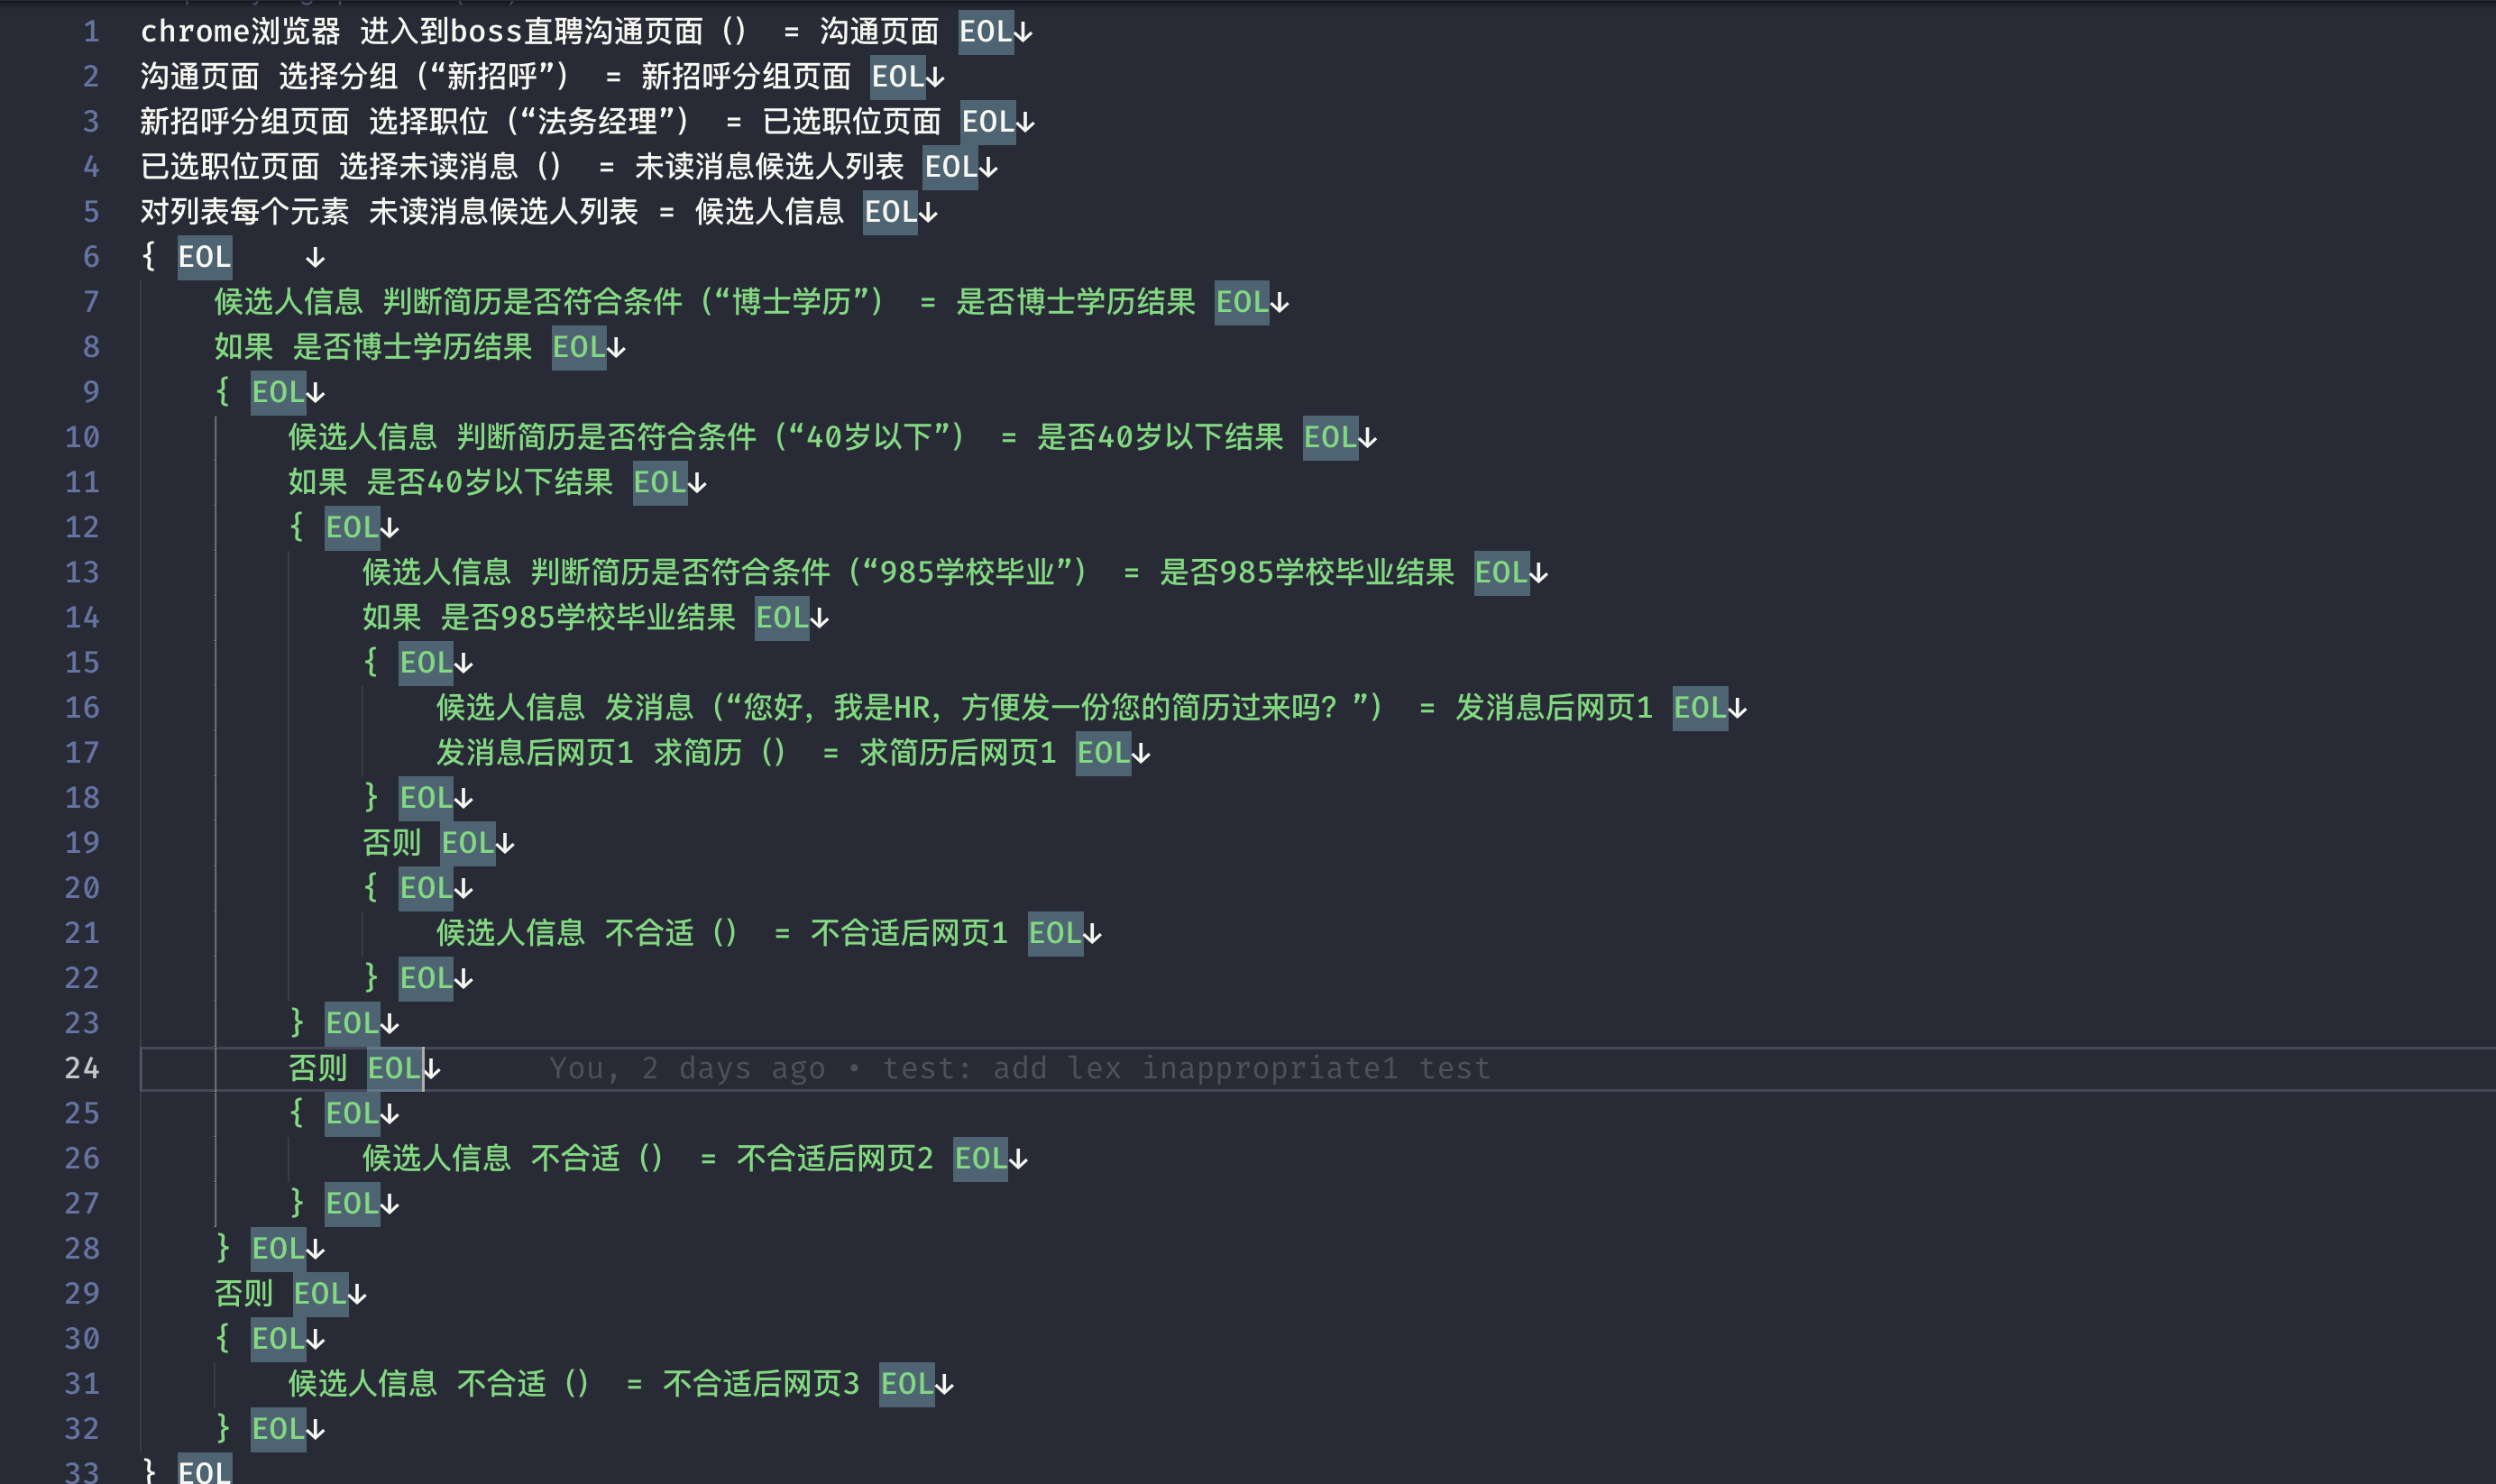 1 chrome浏览器 进入到boss直聘沟通页面（） = 沟通页面 EOL↓
2 沟通页面 选择分组（“新招呼”） = 新招呼分组页面 EOL↓
3 新招呼分组页面 选择职位（“法务经理”） = 已选职位页面 EOL↓
4 已选职位页面 选择未读消息（） = 未读消息候选人列表 EOL↓
5 对列表每个元素 未读消息候选人列表 = 候选人信息 EOL↓
6 { EOL    ↓
7     候选人信息 判断简历是否符合条件（“博士学历”） = 是否博士学历结果 EOL↓
8     如果 是否博士学历结果 EOL↓
9     { EOL↓
10         候选人信息 判断简历是否符合条件（“40岁以下”） = 是否40岁以下结果 EOL↓
11         如果 是否40岁以下结果 EOL↓
12         { EOL↓
13             候选人信息 判断简历是否符合条件（“985学校毕业”） = 是否985学校毕业结果 EOL↓
14             如果 是否985学校毕业结果 EOL↓
15             { EOL↓
16                 候选人信息 发消息（“您好，我是HR，方便发一份您的简历过来吗？”） = 发消息后网页1 EOL↓
17                 发消息后网页1 求简历（） = 求简历后网页1 EOL↓
18             } EOL↓
19             否则 EOL↓
20             { EOL↓
21                 候选人信息 不合适（） = 不合适后网页1 EOL↓
22             } EOL↓
23         } EOL↓
24         否则 EOL↓ You, 2 days ago • test: add lex inappropriate1 test
25         { EOL↓
26             候选人信息 不合适（） = 不合适后网页2 EOL↓
27         } EOL↓
28     } EOL↓
29     否则 EOL↓
30     { EOL↓
31         候选人信息 不合适（） = 不合适后网页3 EOL↓
32     } EOL↓
33 } EOL